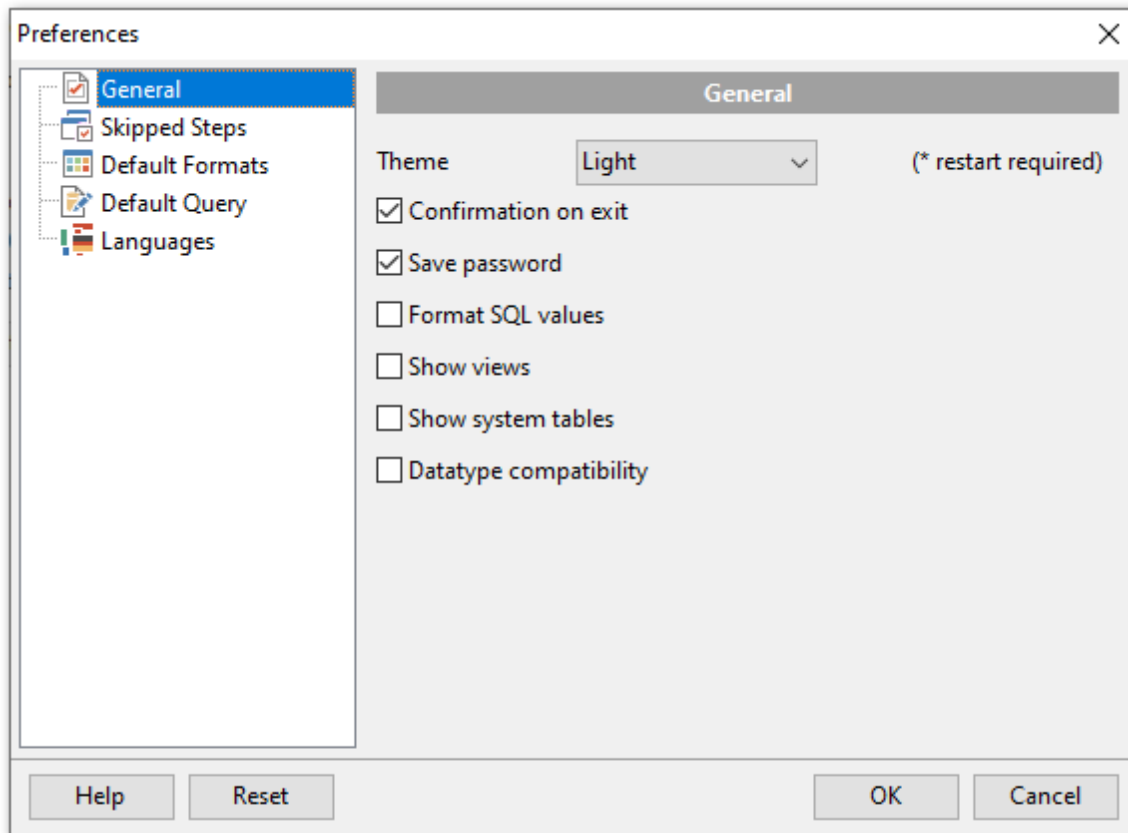 Preferences
General
Skipped Steps
Default Formats
Default Query
Languages
General
Theme Light (* restart required)
Confirmation on exit
Save password
Format SQL values
Show views
Show system tables
Datatype compatibility
Help Reset OK Cancel